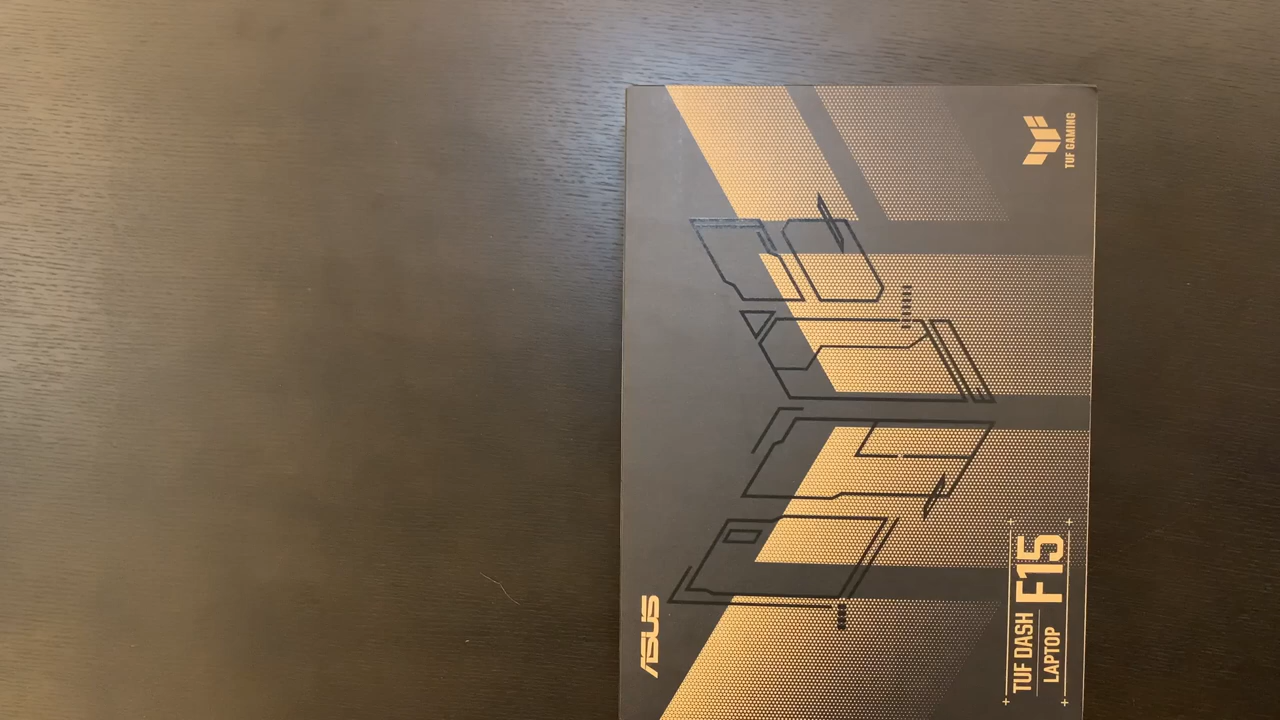 ASUS
TUF GAMING
TUF DASH
LAPTOP
F15